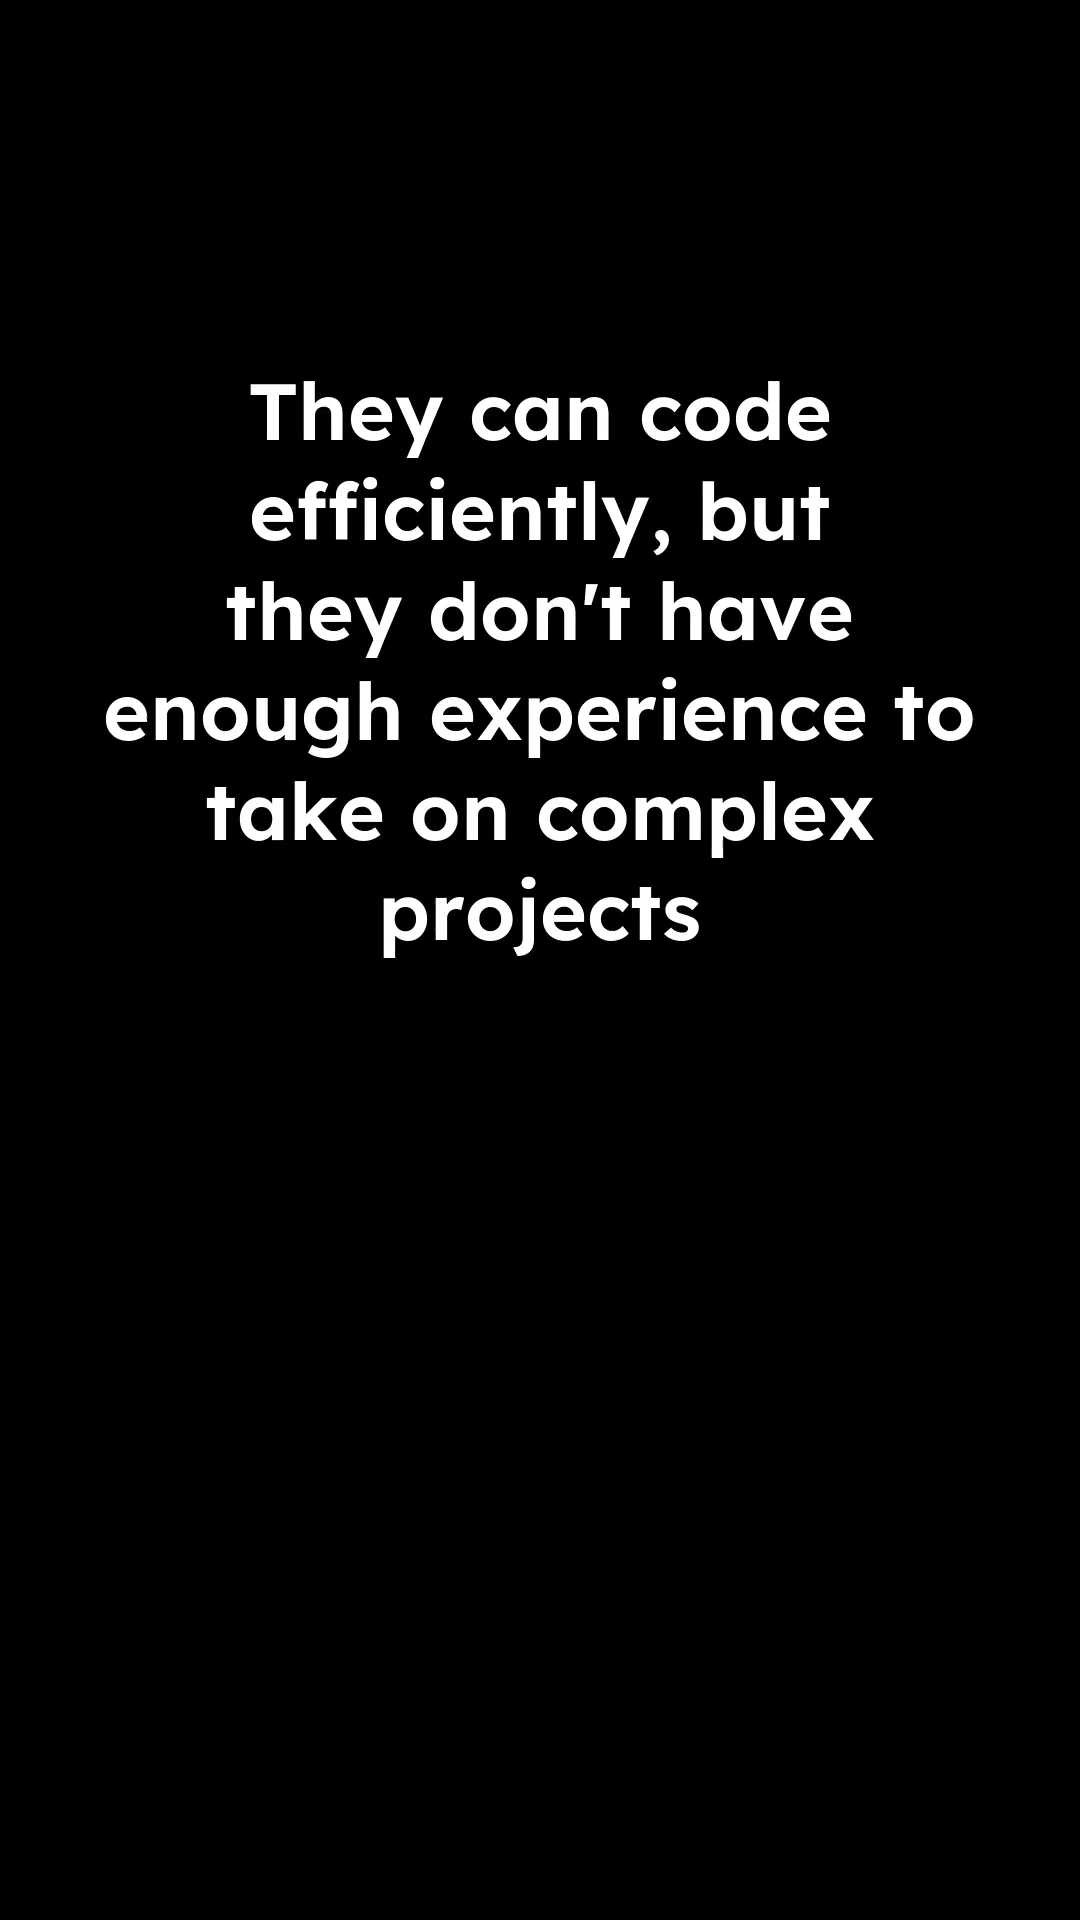 They can code
efficiently, but
they don't have
enough experience to
take on complex
projects